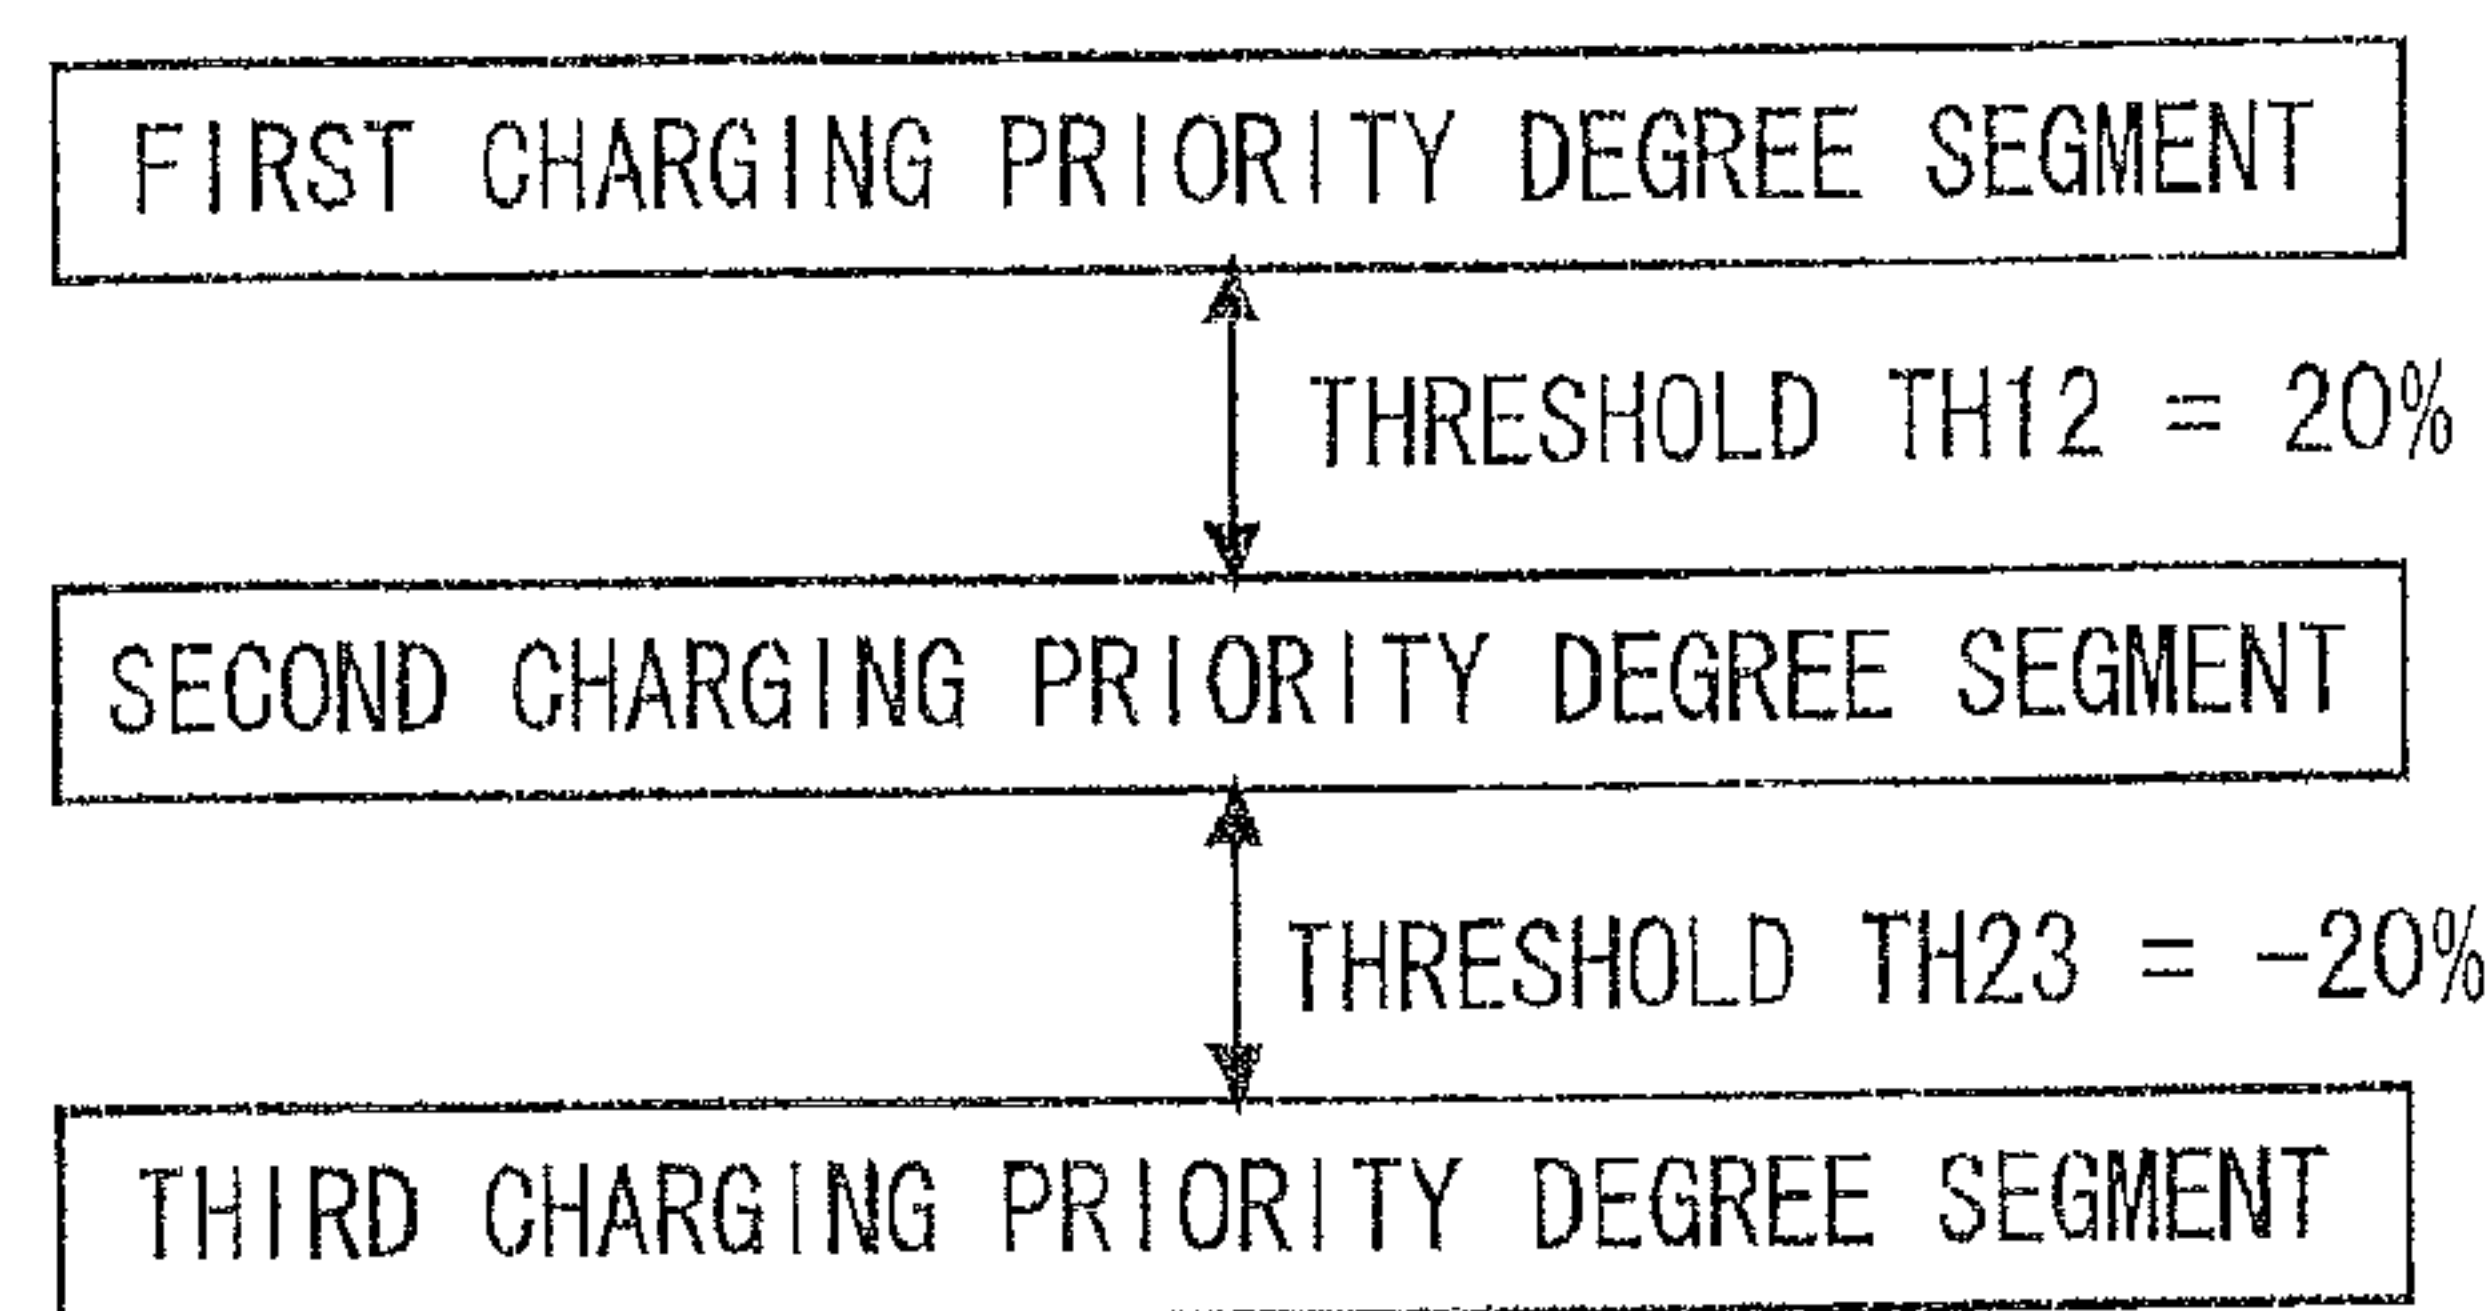 FIRST CHARGING PRIORITY DEGREE SEGMENT
THRESHOLD TH12 = 20%
SECOND CHARGING PRIORITY DEGREE SEGMENT
THRESHOLD TH23 = -20%
THIRD CHARGING PRIORITY DEGREE SEGMENT